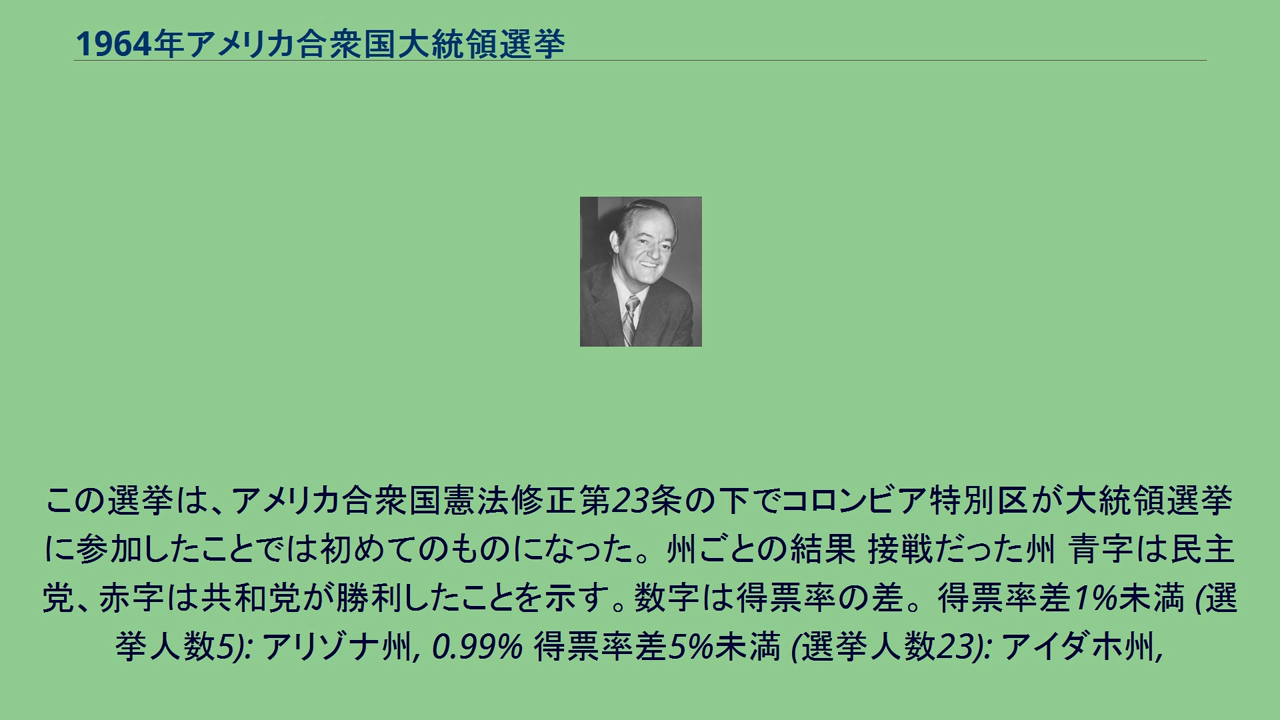 1964年アメリカ合衆国大統領選挙
この選挙は、アメリカ合衆国憲法修正第23条の下でコロンビア特別区が大統領選挙
に参加したことでは初めてのものになった。 州ごとの結果 接戦だった州 青字は民主
党、赤字は共和党が勝利したことを示す。数字は得票率の差。 得票率差1%未満 (選
挙人数5): アリゾナ州, 0.99% 得票率差5%未満 (選挙人数23): アイダホ州,